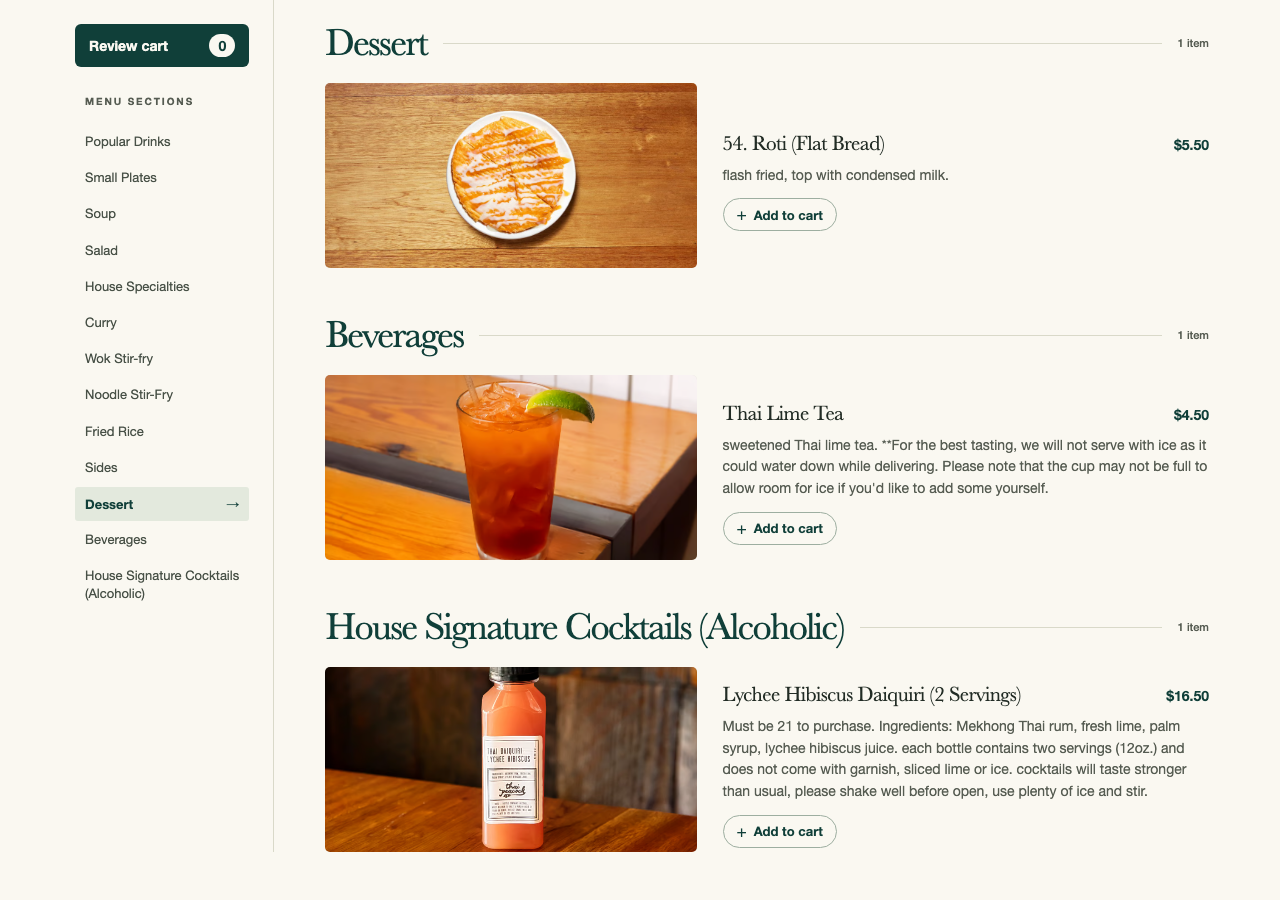 Review cart 0
MENU SECTIONS
Popular Drinks
Small Plates
Soup
Salad
House Specialties
Curry
Wok Stir-fry
Noodle Stir-Fry
Fried Rice
Sides
Dessert →
Beverages
House Signature Cocktails
(Alcoholic)
Dessert 1 item
54. Roti (Flat Bread) $5.50
flash fried, top with condensed milk.
+ Add to cart
Beverages 1 item
Thai Lime Tea $4.50
sweetened Thai lime tea. **For the best tasting, we will not serve with ice as it
could water down while delivering. Please note that the cup may not be full to
allow room for ice if you'd like to add some yourself.
+ Add to cart
House Signature Cocktails (Alcoholic) 1 item
THAI DAIQUIRI
LYCHEE HIBISCUS
thai
peacock
Lychee Hibiscus Daiquiri (2 Servings) $16.50
Must be 21 to purchase. Ingredients: Mekhong Thai rum, fresh lime, palm
syrup, lychee hibiscus juice. each bottle contains two servings (12oz.) and
does not come with garnish, sliced lime or ice. cocktails will taste stronger
than usual, please shake well before open, use plenty of ice and stir.
+ Add to cart